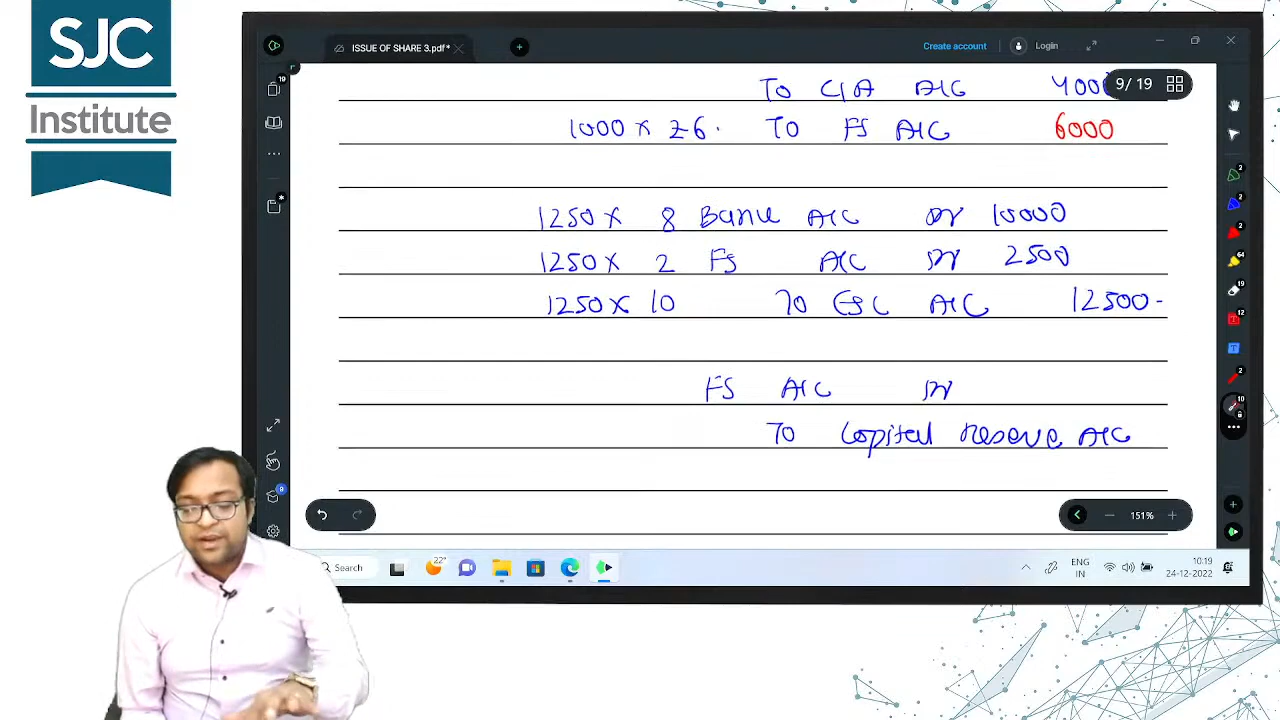 SJC
Institute
ISSUE OF SHARE 3.pdf*
Create account
Login
9 / 19
To C/A A/C 4000
1000 × 26. To FS A/C 6000
1250 × 8 Bank A/C Dr 10000
1250 × 2 FS A/C Dr 2500
1250 × 10 To ESC A/C 12500-
FS A/C Dr
To Capital Reserve A/C
151%
Search
22°
ENG
IN
10.19
24-12-2022